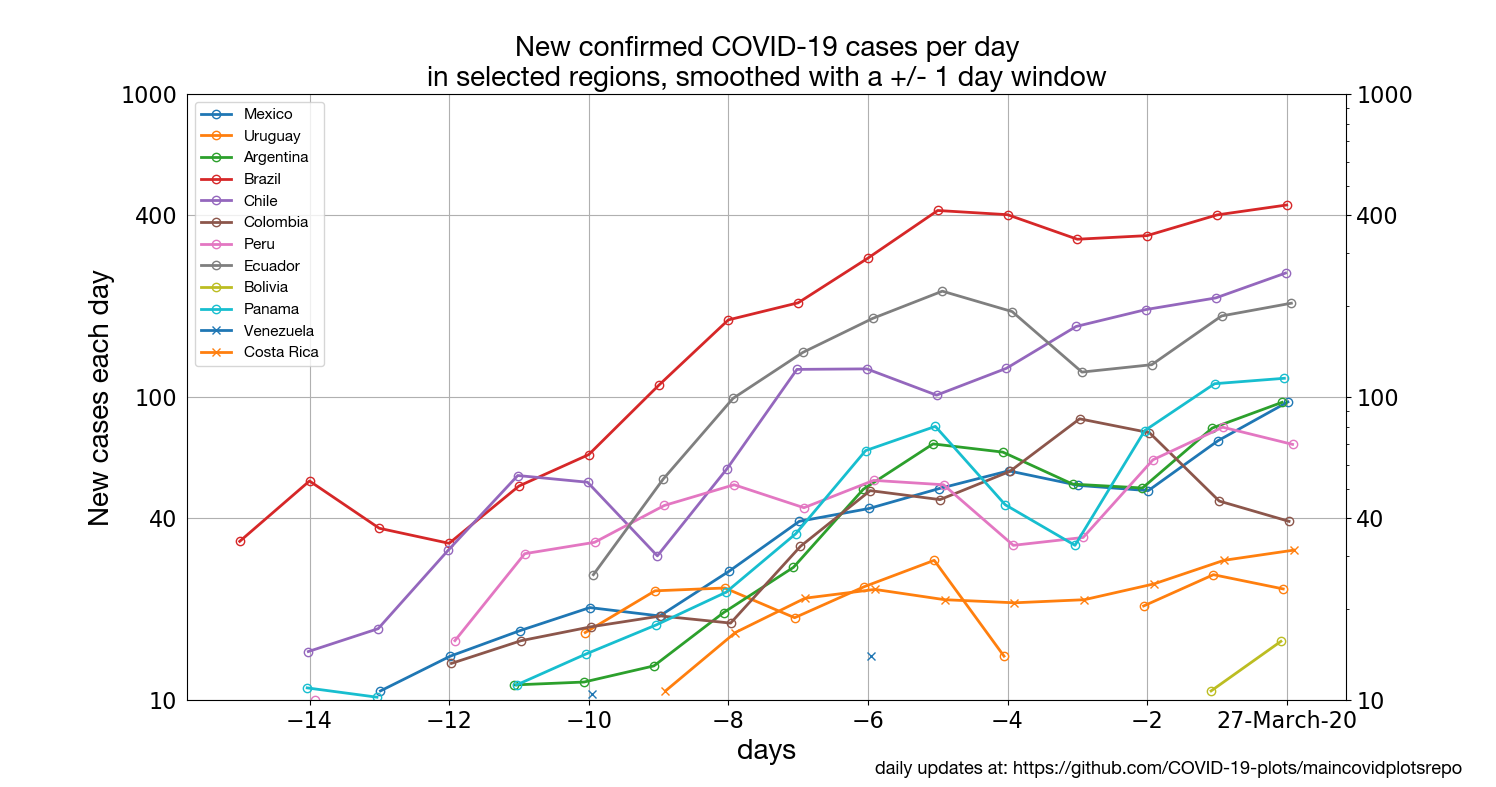 New confirmed COVID-19 cases per day
in selected regions, smoothed with a +/- 1 day window
1000
400
100
40
10
New cases each day
Mexico
Uruguay
Argentina
Brazil
Chile
Colombia
Peru
Ecuador
Bolivia
Panama
Venezuela
Costa Rica
1000
400
100
40
10
−14 −12 −10 −8 −6 −4 −2 27-March-20
days
daily updates at: https://github.com/COVID-19-plots/maincovidplotsrepo